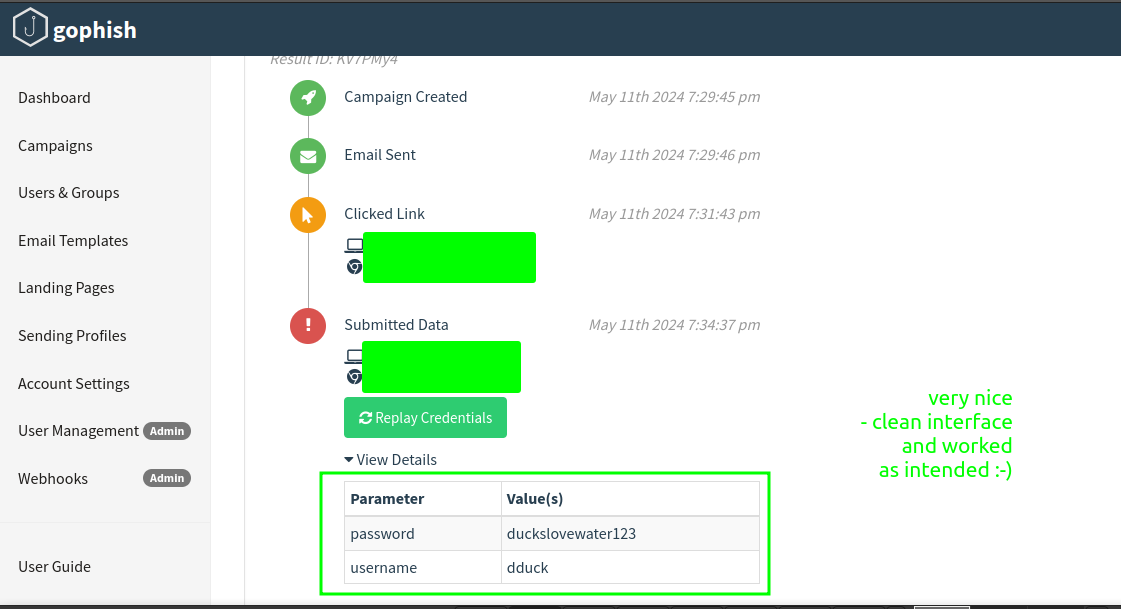 gophish
Result ID: KV7PMy4
Dashboard
Campaigns
Users & Groups
Email Templates
Landing Pages
Sending Profiles
Account Settings
User Management Admin
Webhooks Admin
User Guide
Campaign Created May 11th 2024 7:29:45 pm
Email Sent May 11th 2024 7:29:46 pm
Clicked Link May 11th 2024 7:31:43 pm
Submitted Data May 11th 2024 7:34:37 pm
Replay Credentials
View Details
Parameter Value(s)
password duckslovewater123
username dduck
very nice
- clean interface
and worked
as intended :-)